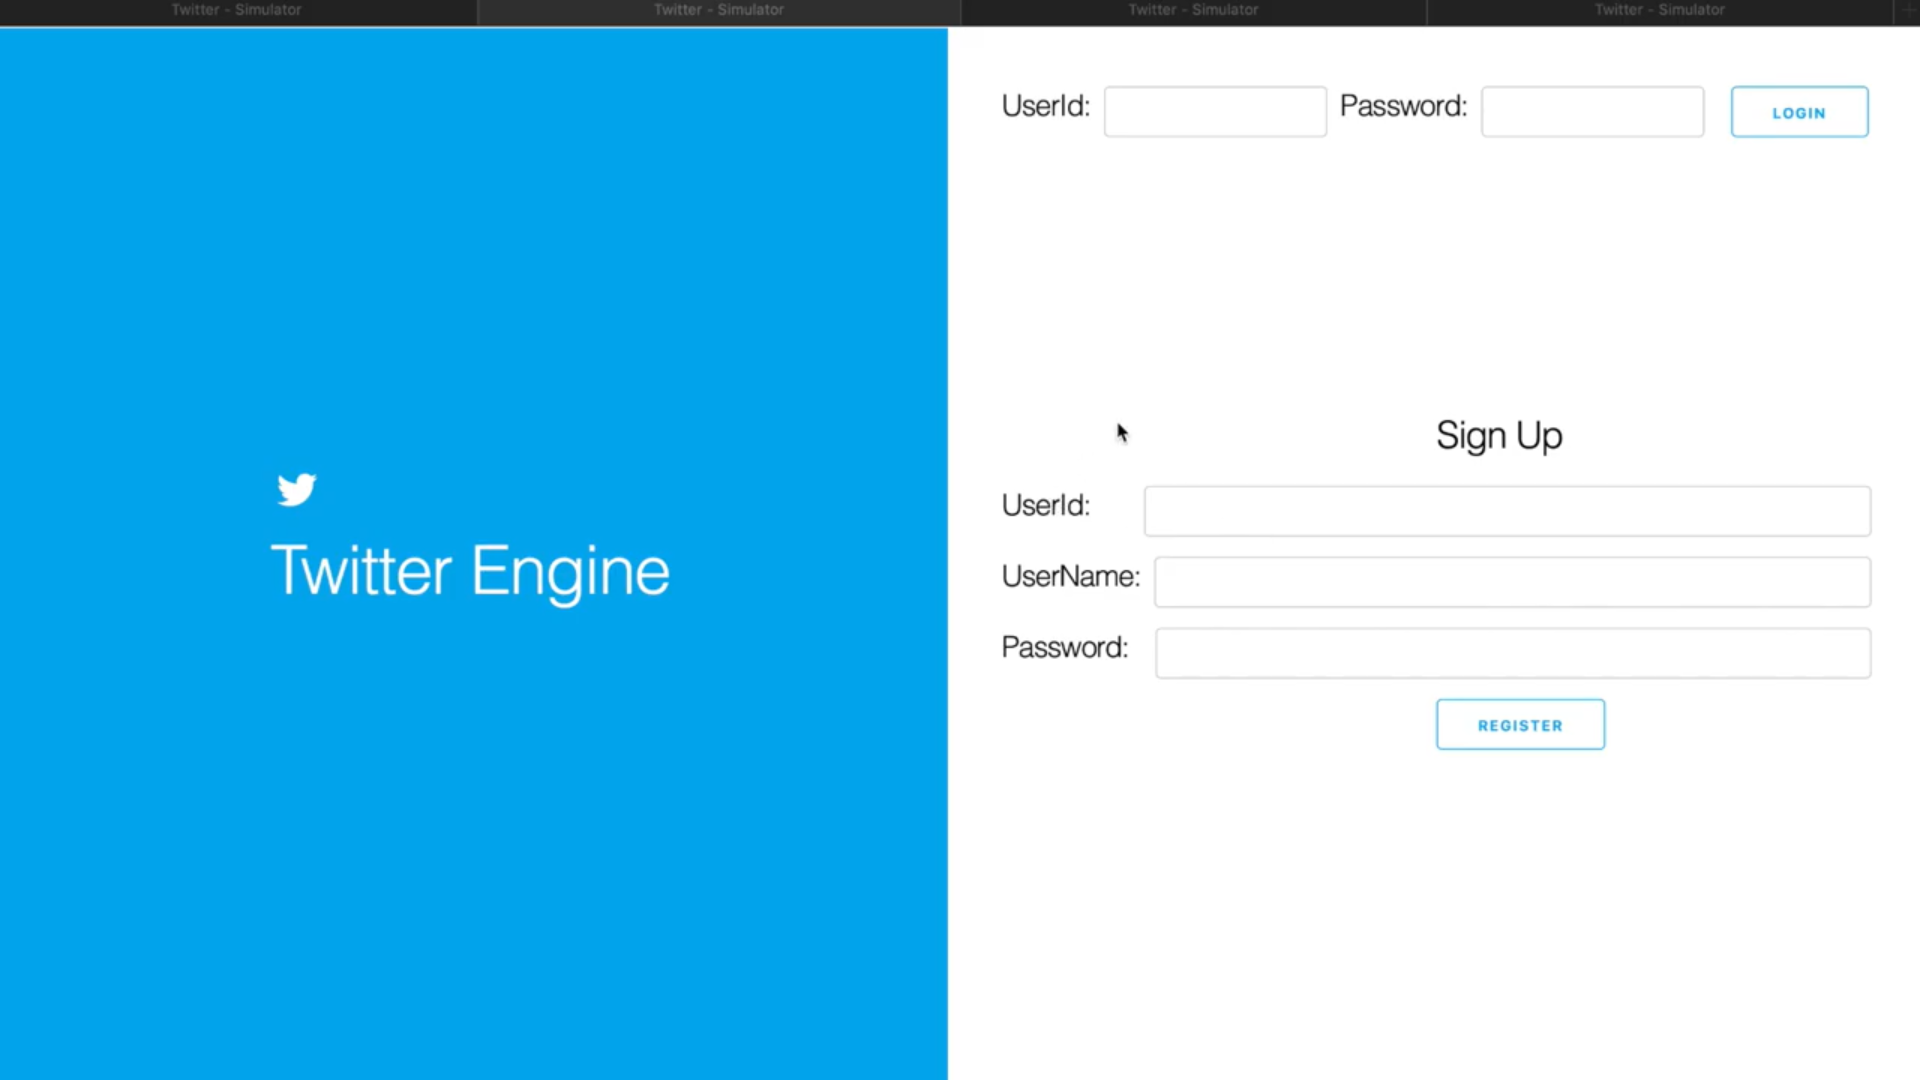 Twitter - Simulator
Twitter - Simulator
Twitter - Simulator
Twitter - Simulator
UserId:
Password:
LOGIN
Twitter Engine
Sign Up
UserId:
UserName:
Password:
REGISTER